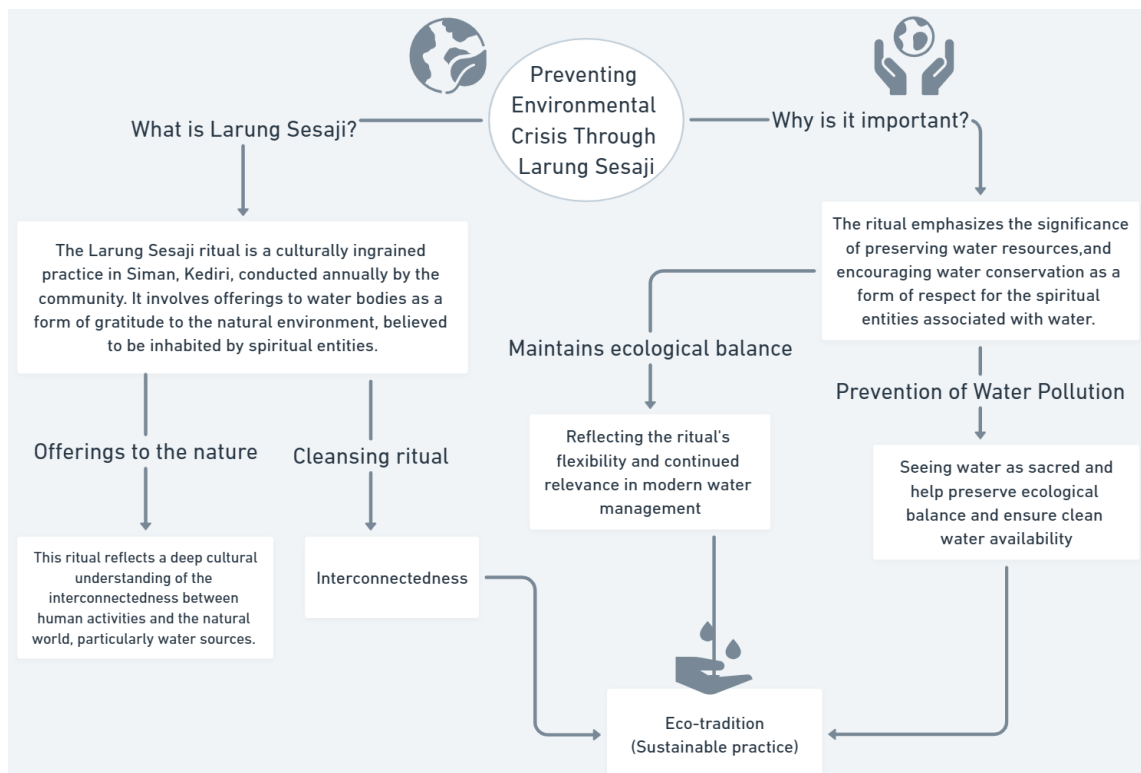 Preventing
Environmental
Crisis Through
Larung Sesaji
What is Larung Sesaji?
Why is it important?
The Larung Sesaji ritual is a culturally ingrained
practice in Siman, Kediri, conducted annually by the
community. It involves offerings to water bodies as a
form of gratitude to the natural environment, believed
to be inhabited by spiritual entities.
The ritual emphasizes the significance
of preserving water resources,and
encouraging water conservation as a
form of respect for the spiritual
entities associated with water.
Offerings to the nature
Cleansing ritual
Maintains ecological balance
Prevention of Water Pollution
This ritual reflects a deep cultural
understanding of the
interconnectedness between
human activities and the natural
world, particularly water sources.
Interconnectedness
Reflecting the ritual's
flexibility and continued
relevance in modern water
management
Seeing water as sacred and
help preserve ecological
balance and ensure clean
water availability
Eco-tradition
(Sustainable practice)